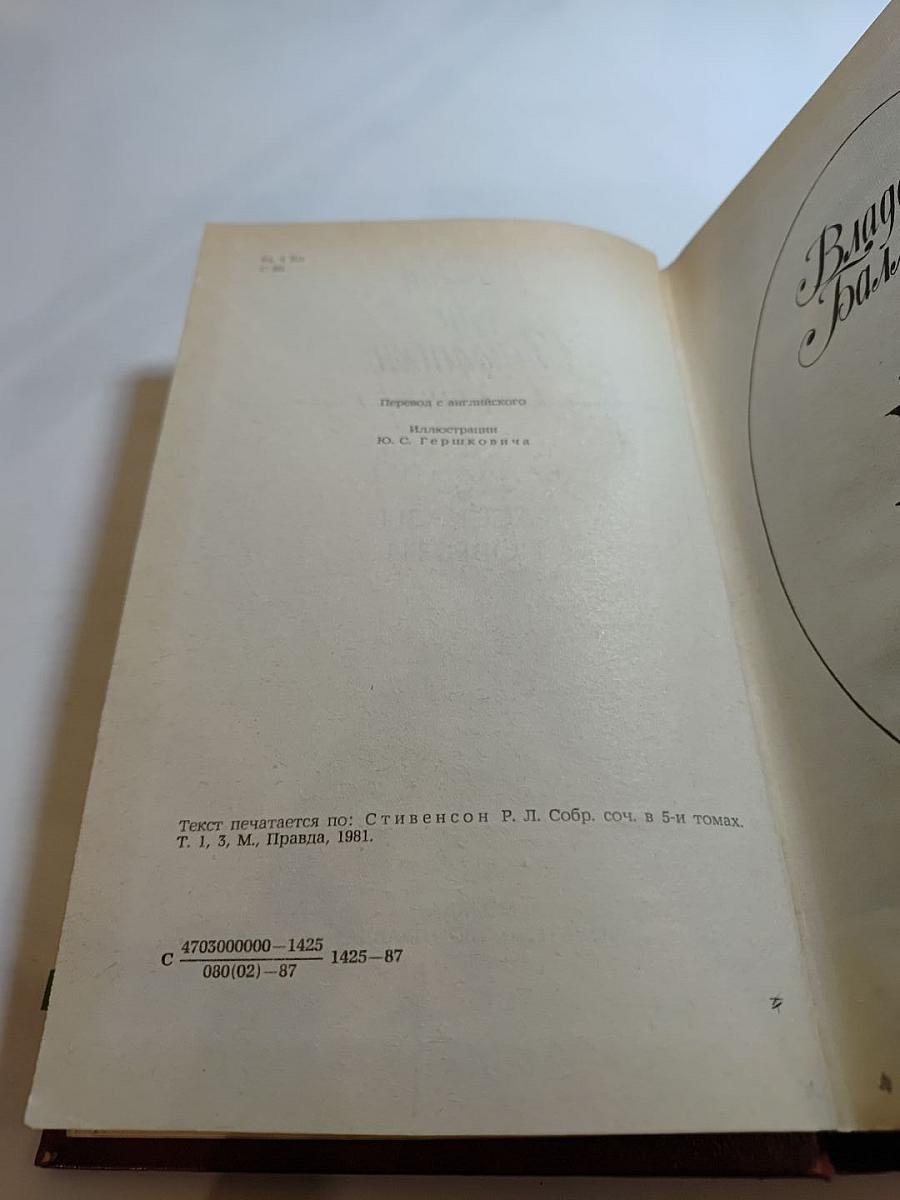 Перевод с английского
Иллюстрации
Ю. С. Гершковича
Текст печатается по: Стивенсон Р. Л. Собр. соч. в 5-и томах.
Т. 1, 3, М., Правда, 1981.
С 4703000000—1425 1425—87
080(02)—87